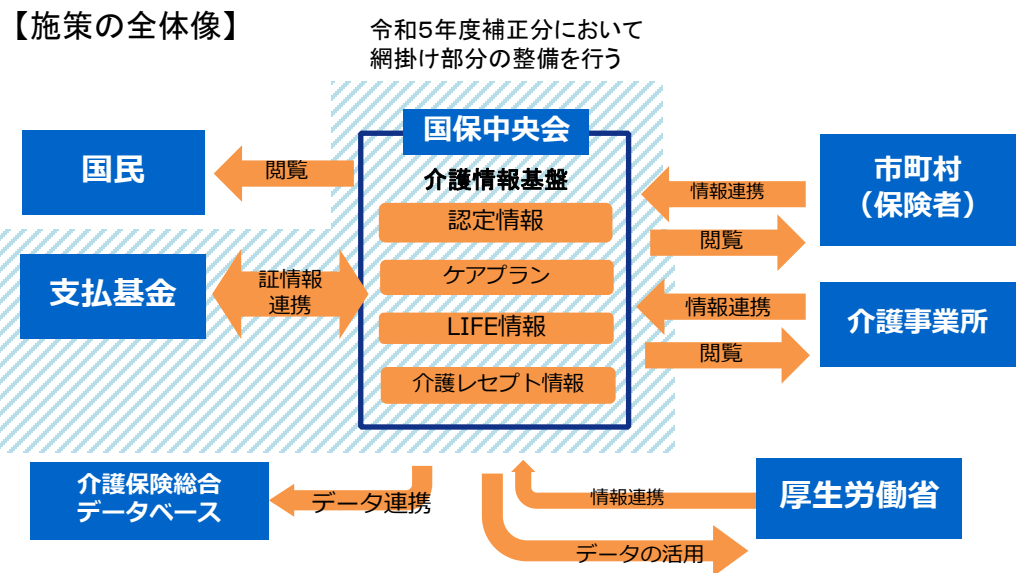 【施策の全体像】
令和5年度補正分において
網掛け部分の整備を行う
国保中央会
国民
閲覧
介護情報基盤
認定情報
ケアプラン
LIFE情報
介護レセプト情報
情報連携
閲覧
市町村
（保険者）
支払基金
証情報
連携
情報連携
閲覧
介護事業所
介護保険総合
データベース
データ連携
情報連携
データの活用
厚生労働省